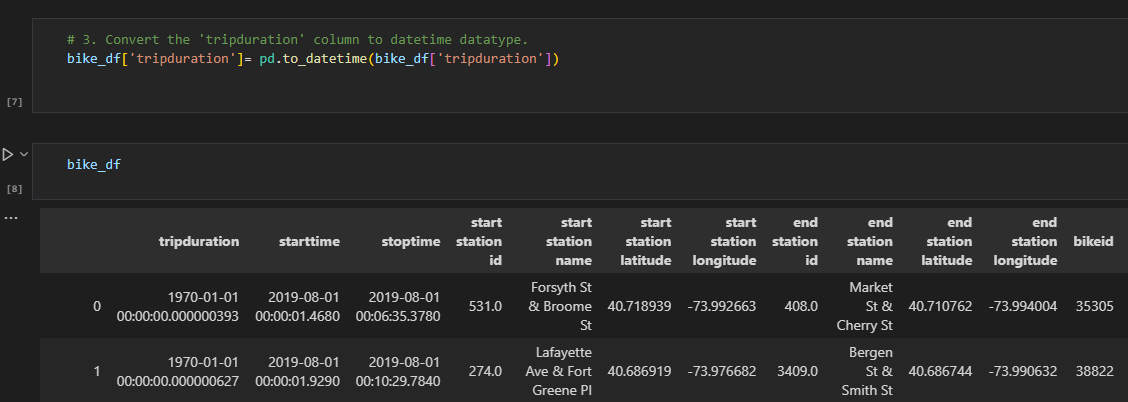 # 3. Convert the 'tripduration' column to datetime datatype.
bike_df['tripduration']= pd.to_datetime(bike_df['tripduration'])
[7]
bike_df
[8]
...
start start start start end end end end
tripduration starttime stoptime station station station station station station station station bikeid
id name latitude longitude id name latitude longitude
Forsyth St Market
0 1970-01-01 2019-08-01 2019-08-01 531.0 & Broome 40.718939 -73.992663 408.0 St & 40.710762 -73.994004 35305
00:00:00.000000393 00:00:01.4680 00:06:35.3780 St Cherry St
Lafayette Bergen
1 1970-01-01 2019-08-01 2019-08-01 274.0 Ave & Fort 40.686919 -73.976682 3409.0 St & 40.686744 -73.990632 38822
00:00:00.000000627 00:00:01.9290 00:10:29.7840 Greene Pl Smith St